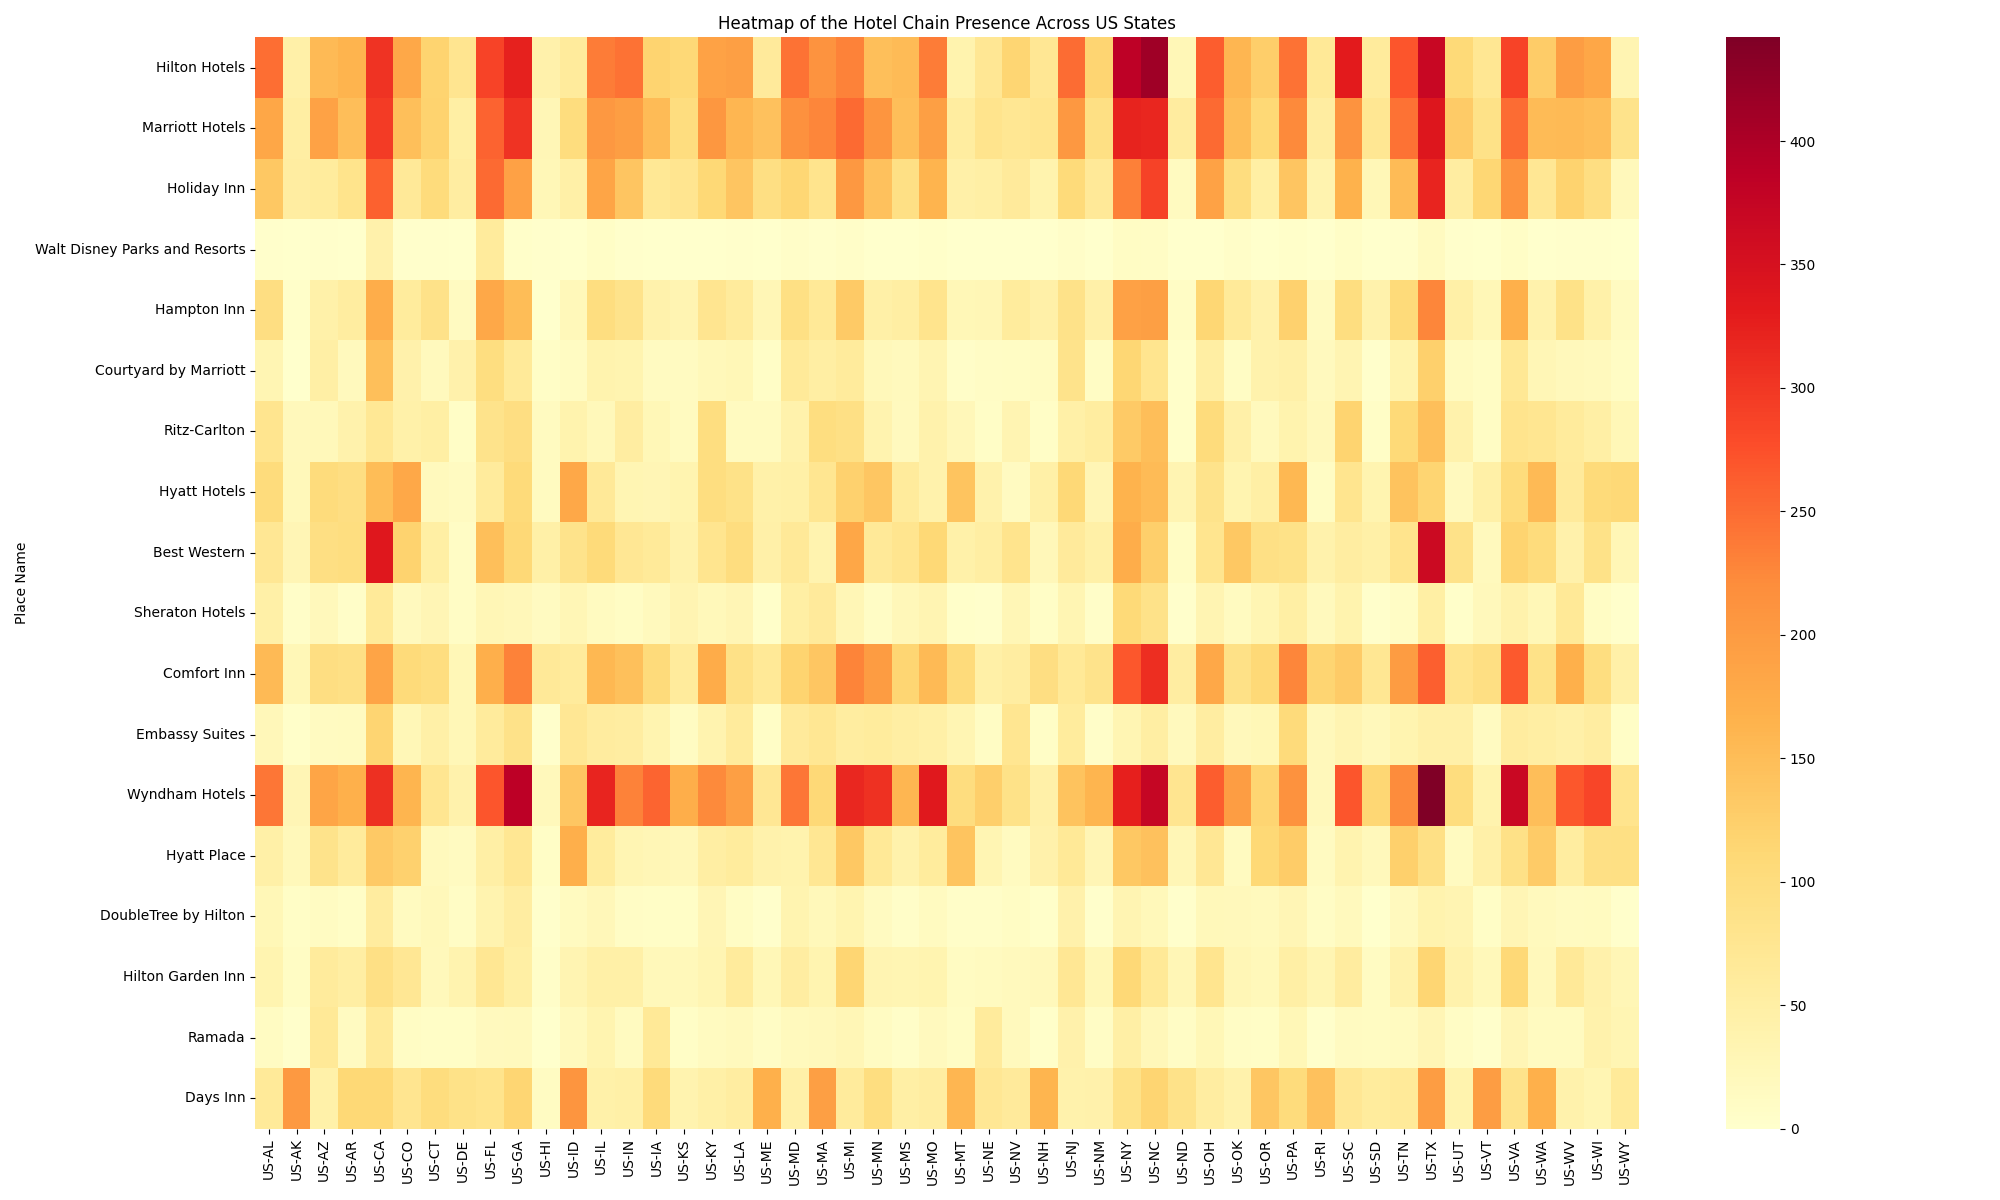 Heatmap of the Hotel Chain Presence Across US States
Place Name
Hilton Hotels
Marriott Hotels
Holiday Inn
Walt Disney Parks and Resorts
Hampton Inn
Courtyard by Marriott
Ritz-Carlton
Hyatt Hotels
Best Western
Sheraton Hotels
Comfort Inn
Embassy Suites
Wyndham Hotels
Hyatt Place
DoubleTree by Hilton
Hilton Garden Inn
Ramada
Days Inn
US-AL
US-AK
US-AZ
US-AR
US-CA
US-CO
US-CT
US-DE
US-FL
US-GA
US-HI
US-ID
US-IL
US-IN
US-IA
US-KS
US-KY
US-LA
US-ME
US-MD
US-MA
US-MI
US-MN
US-MS
US-MO
US-MT
US-NE
US-NV
US-NH
US-NJ
US-NM
US-NY
US-NC
US-ND
US-OH
US-OK
US-OR
US-PA
US-RI
US-SC
US-SD
US-TN
US-TX
US-UT
US-VT
US-VA
US-WA
US-WV
US-WI
US-WY
400
350
300
250
200
150
100
50
0